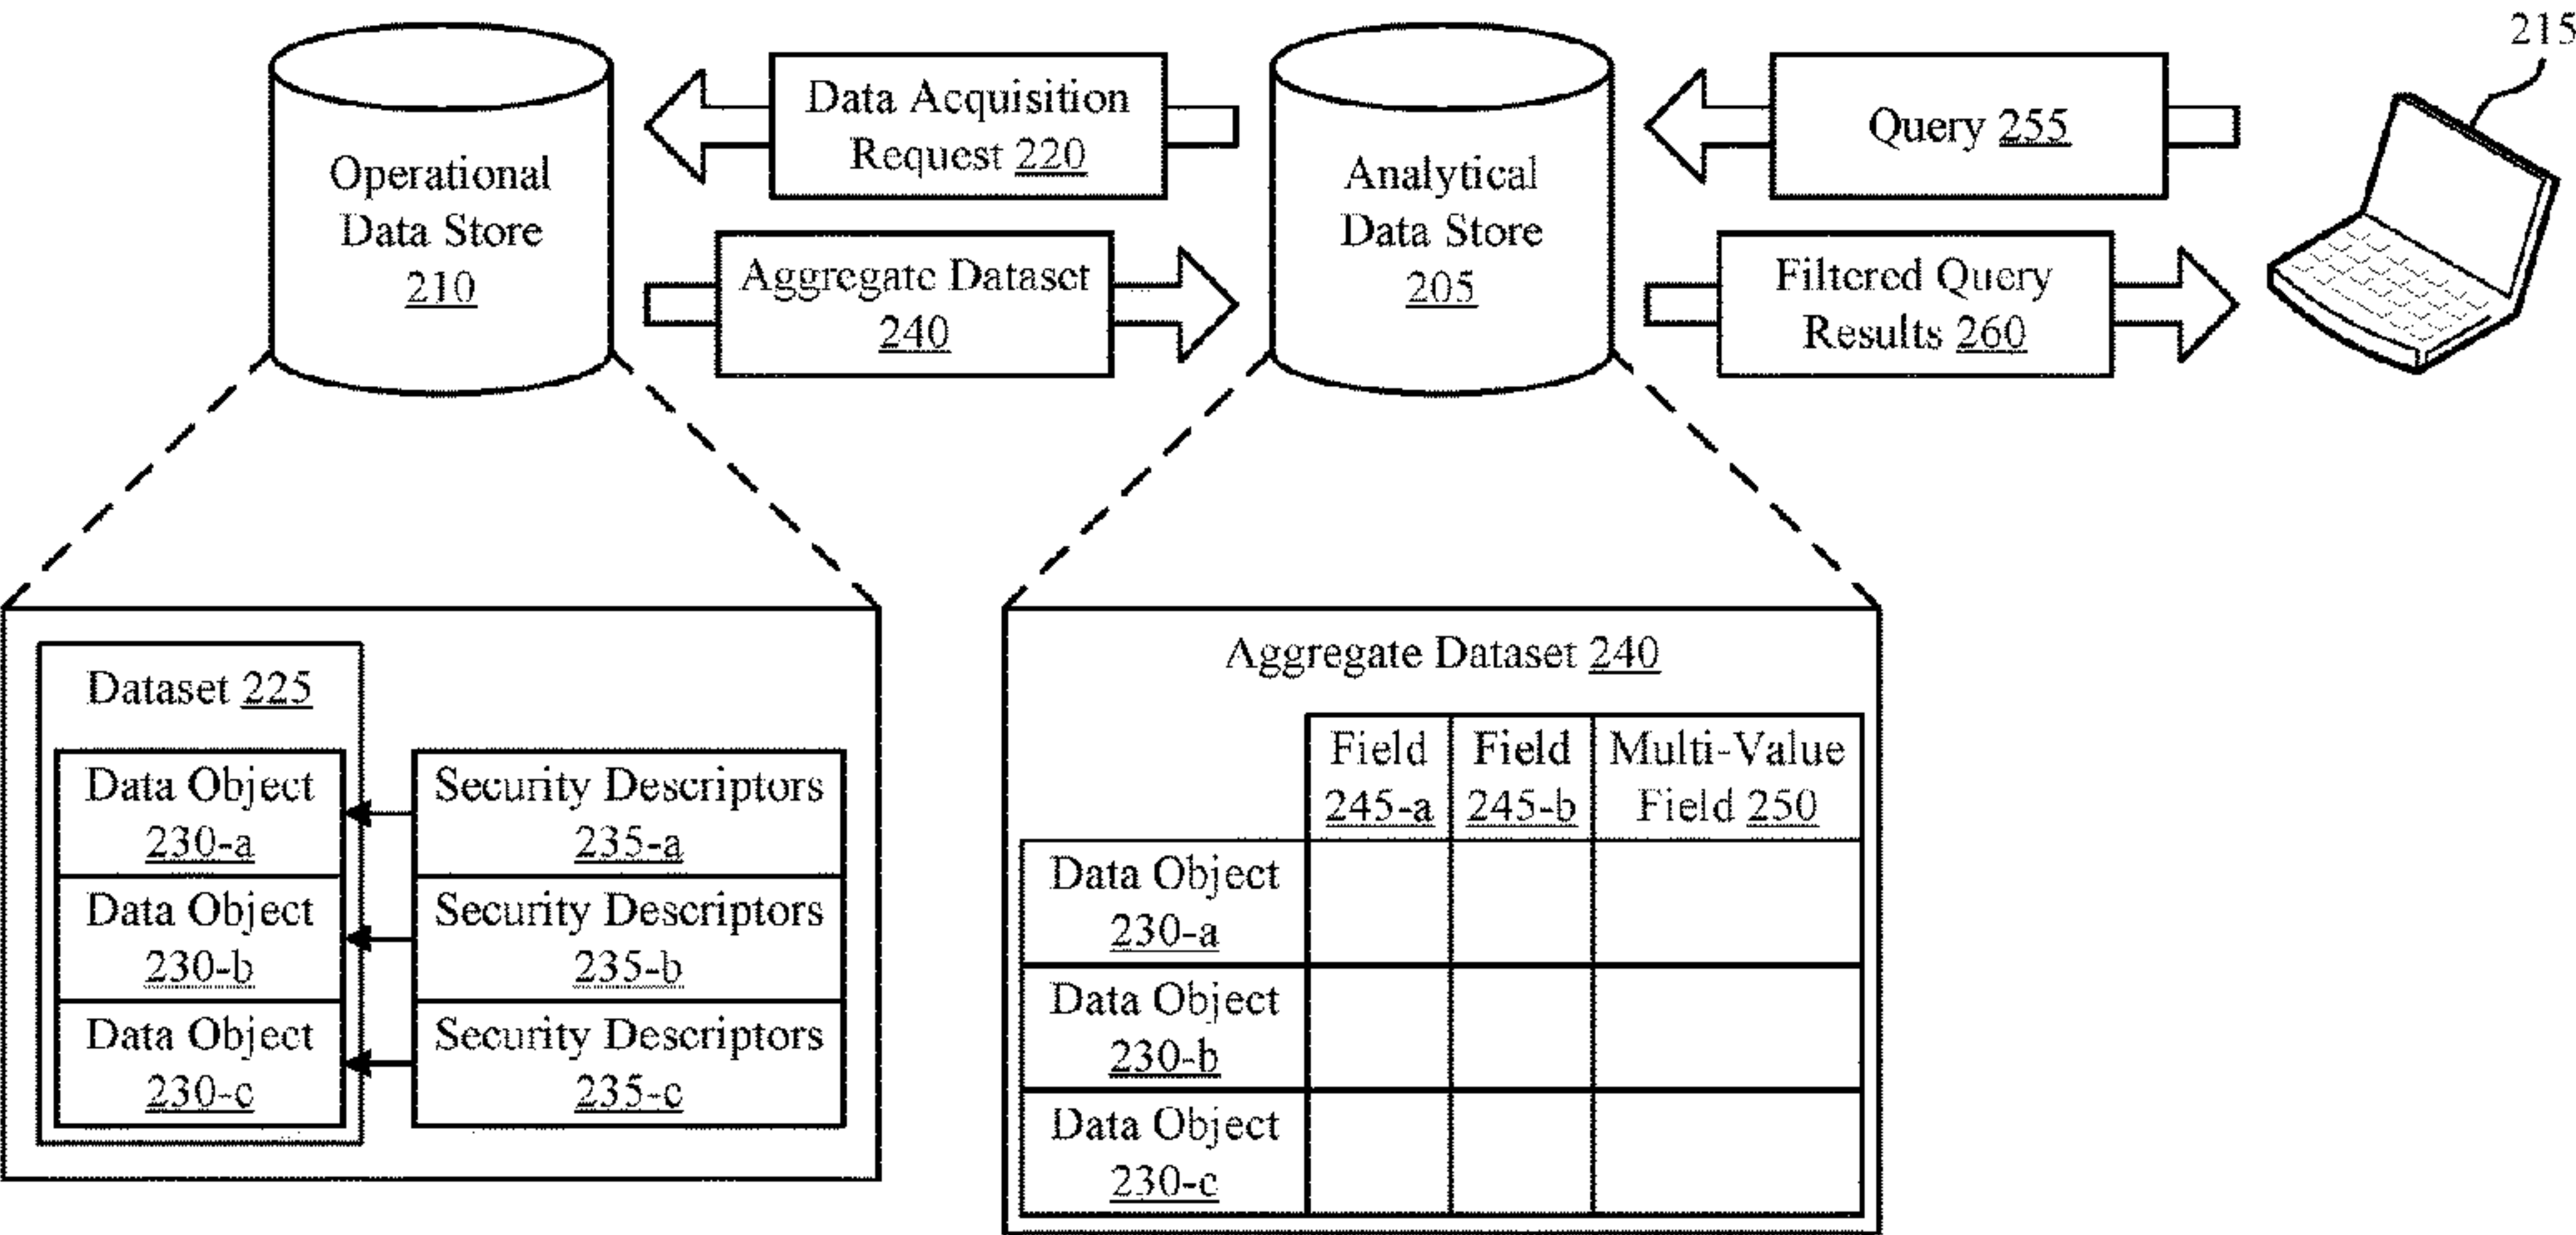 215
Data Acquisition
Request 220
Query 255
Operational
Data Store
210
Analytical
Data Store
205
Aggregate Dataset
240
Filtered Query
Results 260
Dataset 225
Data Object
230-a
Security Descriptors
235-a
Data Object
230-b
Security Descriptors
235-b
Data Object
230-c
Security Descriptors
235-c
Aggregate Dataset 240
Field
245-a
Field
245-b
Multi-Value
Field 250
Data Object
230-a
Data Object
230-b
Data Object
230-c